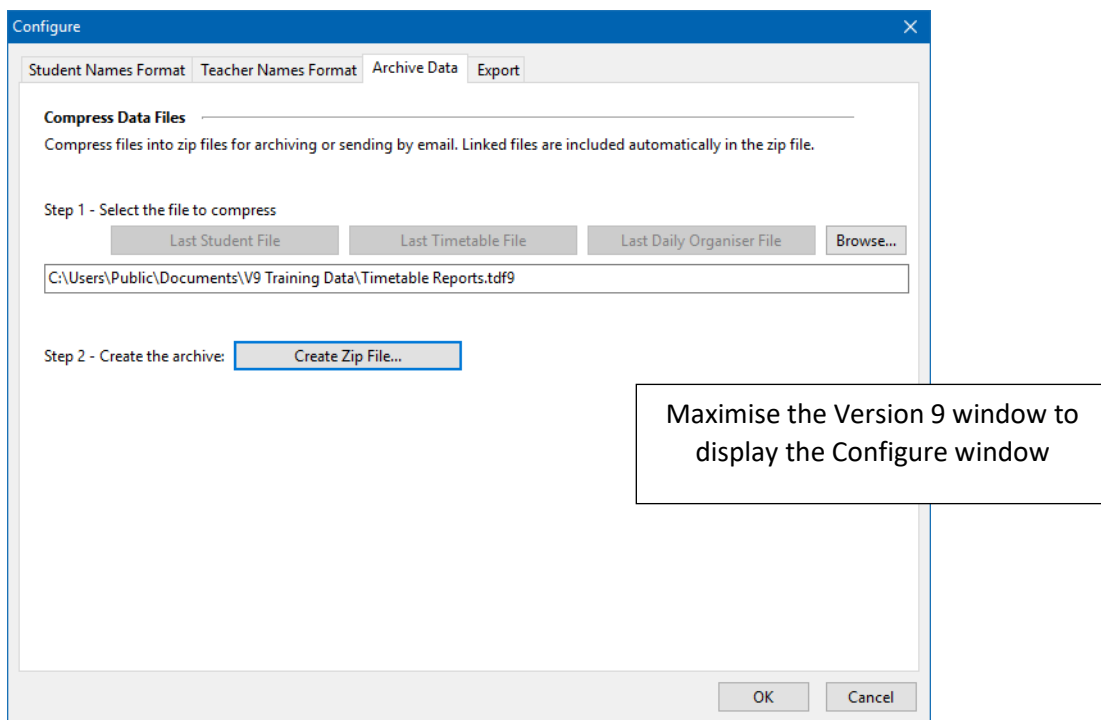 Configure
Student Names Format Teacher Names Format Archive Data Export
Compress Data Files
Compress files into zip files for archiving or sending by email. Linked files are included automatically in the zip file.
Step 1 - Select the file to compress
Last Student File Last Timetable File Last Daily Organiser File Browse...
C:\Users\Public\Documents\V9 Training Data\Timetable Reports.tdf9
Step 2 - Create the archive: Create Zip File...
Maximise the Version 9 window to
display the Configure window
OK Cancel